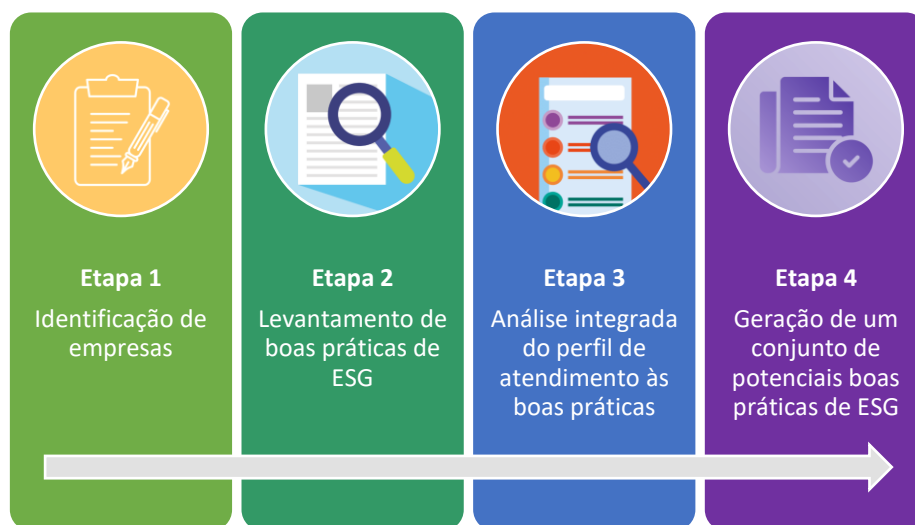 Etapa 1
Identificação de
empresas
Etapa 2
Levantamento de
boas práticas de
ESG
Etapa 3
Análise integrada
do perfil de
atendimento às
boas práticas
Etapa 4
Geração de um
conjunto de
potenciais boas
práticas de ESG